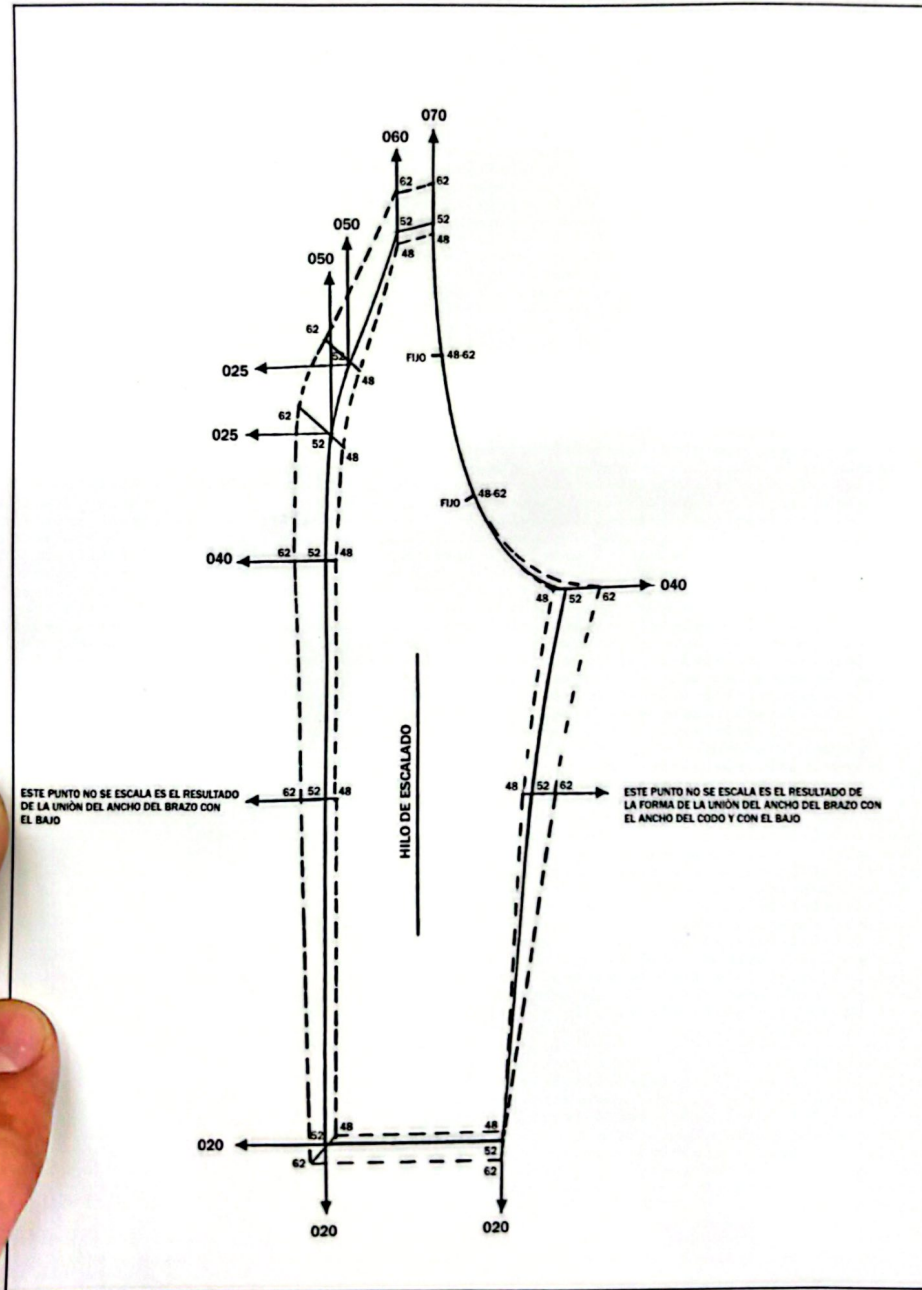 070
060
62 62
050
52 52
48 48
050
62
52
FIJO 48-62
025
48
62
025
52
48
48-62
FIJO
040
62 52 48
040
48 52 62
HILO DE ESCALADO
ESTE PUNTO NO SE ESCALA ES EL RESULTADO
DE LA UNIÒN DEL ANCHO DEL BRAZO CON
EL BAJO
62 52 48
48 52 62
ESTE PUNTO NO SE ESCALA ES EL RESULTADO DE
LA FORMA DE LA UNIÒN DEL ANCHO DEL BRAZO CON
EL ANCHO DEL CODO Y CON EL BAJO
48 48
52
020
52
62
62
020
020